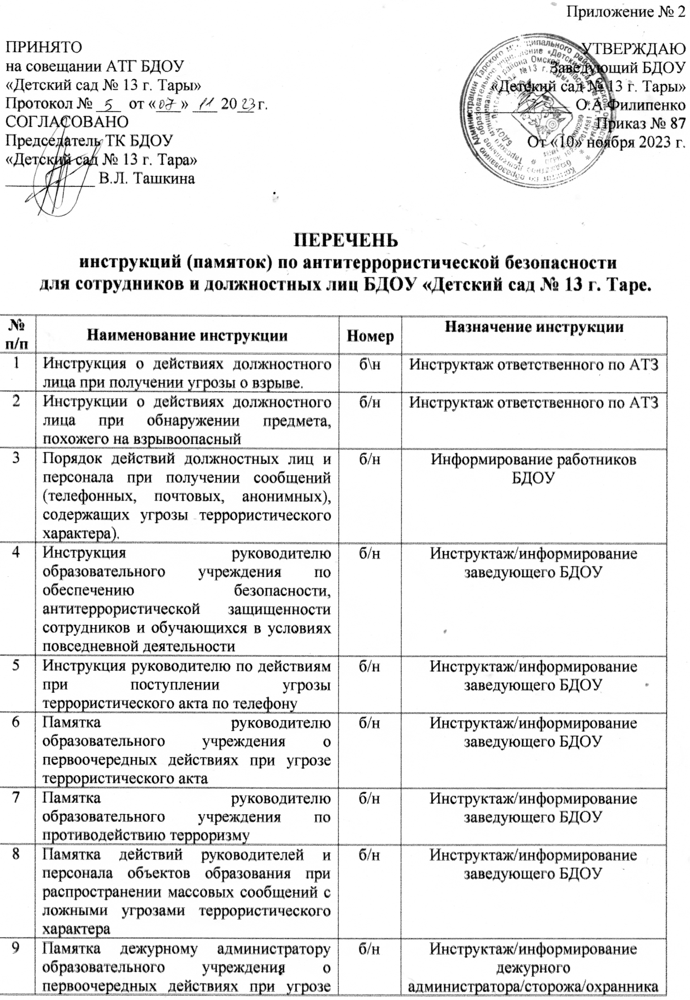 Приложение № 2
ПРИНЯТО
на совещании АТГ БДОУ
«Детский сад № 13 г. Тары»
Протокол № 5 от «07» 11 2023 г.
СОГЛАСОВАНО
Председатель ТК БДОУ
«Детский сад № 13 г. Тара»
В.Л. Ташкина
УТВЕРЖДАЮ
Заведующий БДОУ
«Детский сад № 13 г. Тары»
О.А.Филипенко
Приказ № 87
От «10» ноября 2023 г.
ПЕРЕЧЕНЬ
инструкций (памяток) по антитеррористической безопасности
для сотрудников и должностных лиц БДОУ «Детский сад № 13 г. Таре.
№
п/п
Наименование инструкции
Номер
Назначение инструкции
1
Инструкция о действиях должностного
лица при получении угрозы о взрыве.
б\н
Инструктаж ответственного по АТЗ
2
Инструкции о действиях должностного
лица при обнаружении предмета,
похожего на взрывоопасный
б/н
Инструктаж ответственного по АТЗ
3
Порядок действий должностных лиц и
персонала при получении сообщений
(телефонных, почтовых, анонимных),
содержащих угрозы террористического
характера).
б/н
Информирование работников
БДОУ
4
Инструкция руководителю
образовательного учреждения по
обеспечению безопасности,
антитеррористической защищенности
сотрудников и обучающихся в условиях
повседневной деятельности
б/н
Инструктаж/информирование
заведующего БДОУ
5
Инструкция руководителю по действиям
при поступлении угрозы
террористического акта по телефону
б/н
Инструктаж/информирование
заведующего БДОУ
6
Памятка руководителю
образовательного учреждения о
первоочередных действиях при угрозе
террористического акта
б/н
Инструктаж/информирование
заведующего БДОУ
7
Памятка руководителю
образовательного учреждения по
противодействию терроризму
б/н
Инструктаж/информирование
заведующего БДОУ
8
Памятка действий руководителей и
персонала объектов образования при
распространении массовых сообщений с
ложными угрозами террористического
характера
б/н
Инструктаж/информирование
заведующего БДОУ
9
Памятка дежурному администратору
образовательного учреждения о
первоочередных действиях при угрозе
б/н
Инструктаж/информирование
дежурного
администратора/сторожа/охранника